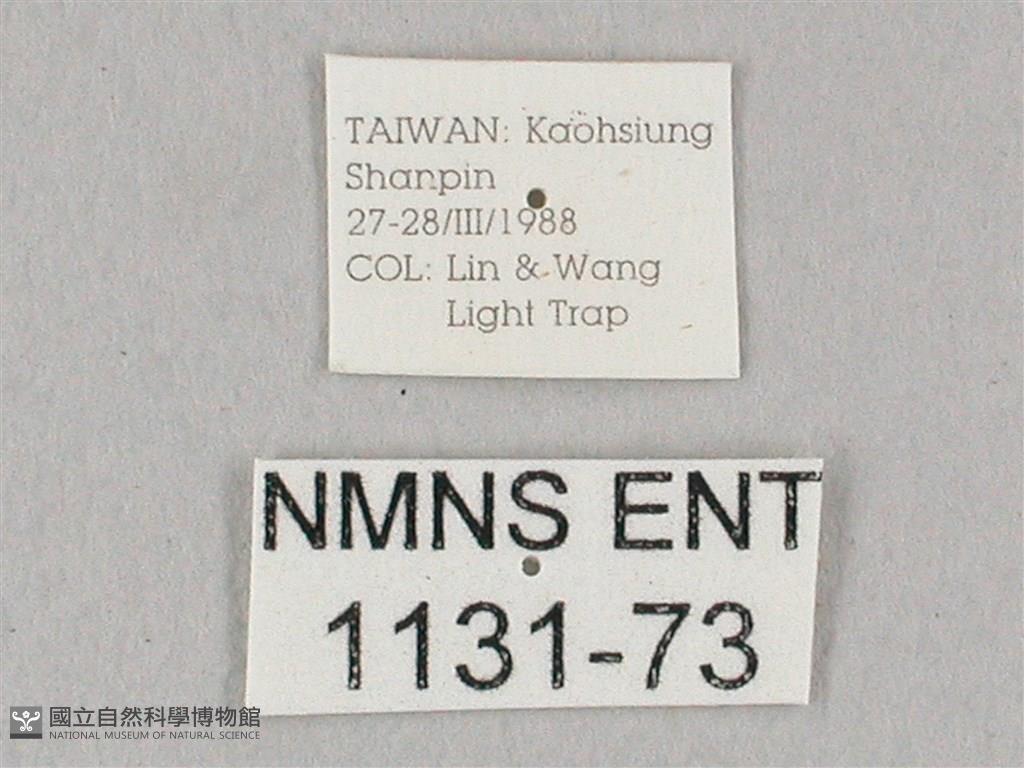 TAIWAN: Kaohsiung
Shanpin
27-28/III/1988
COL: Lin & Wang
Light Trap
NMNS ENT
1131-73
國立自然科學博物館
NATIONAL MUSEUM OF NATURAL SCIENCE